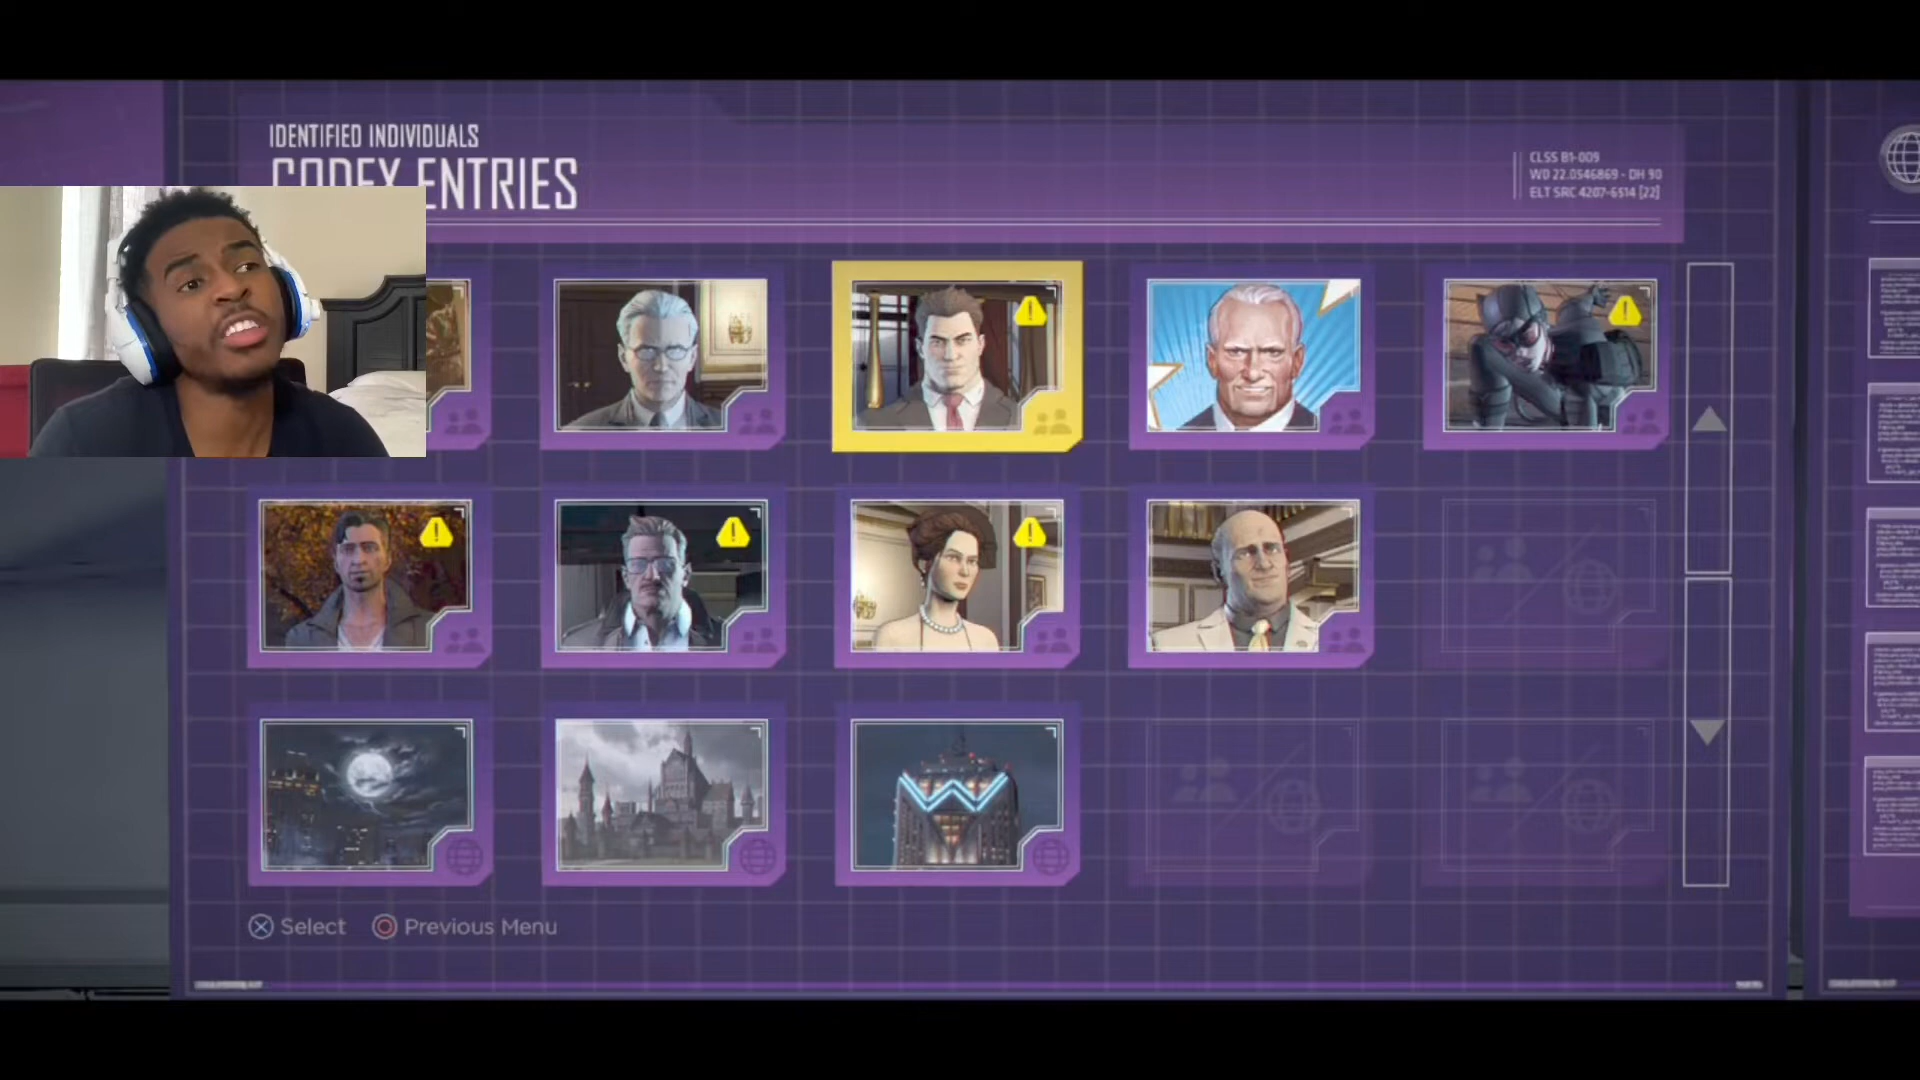 IDENTIFIED INDIVIDUALS
CODEX ENTRIES
CLSS B1-009
WD 22.0546869 - DH 90
ELT SRC 4207-6514 [22]
Select
Previous Menu